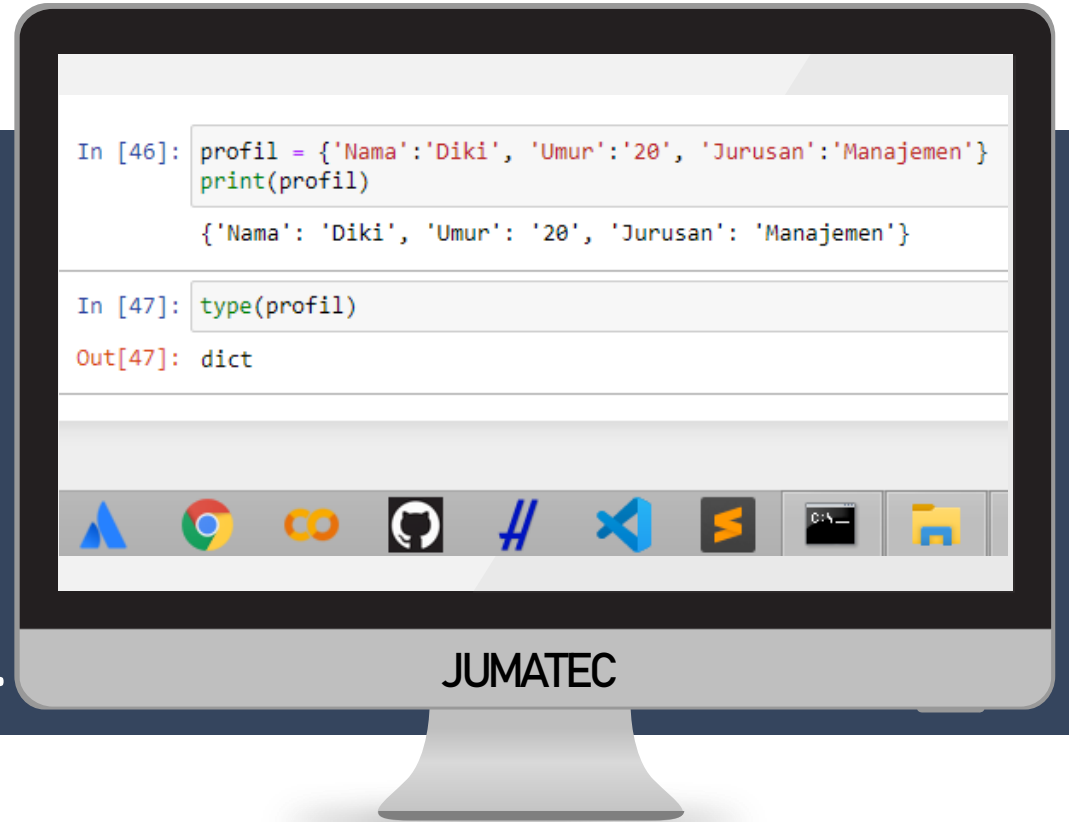 In [46]: profil = {'Nama':'Diki', 'Umur':'20', 'Jurusan':'Manajemen'}
print(profil)
{'Nama': 'Diki', 'Umur': '20', 'Jurusan': 'Manajemen'}
In [47]: type(profil)
Out[47]: dict
C:\_
JUMATEC